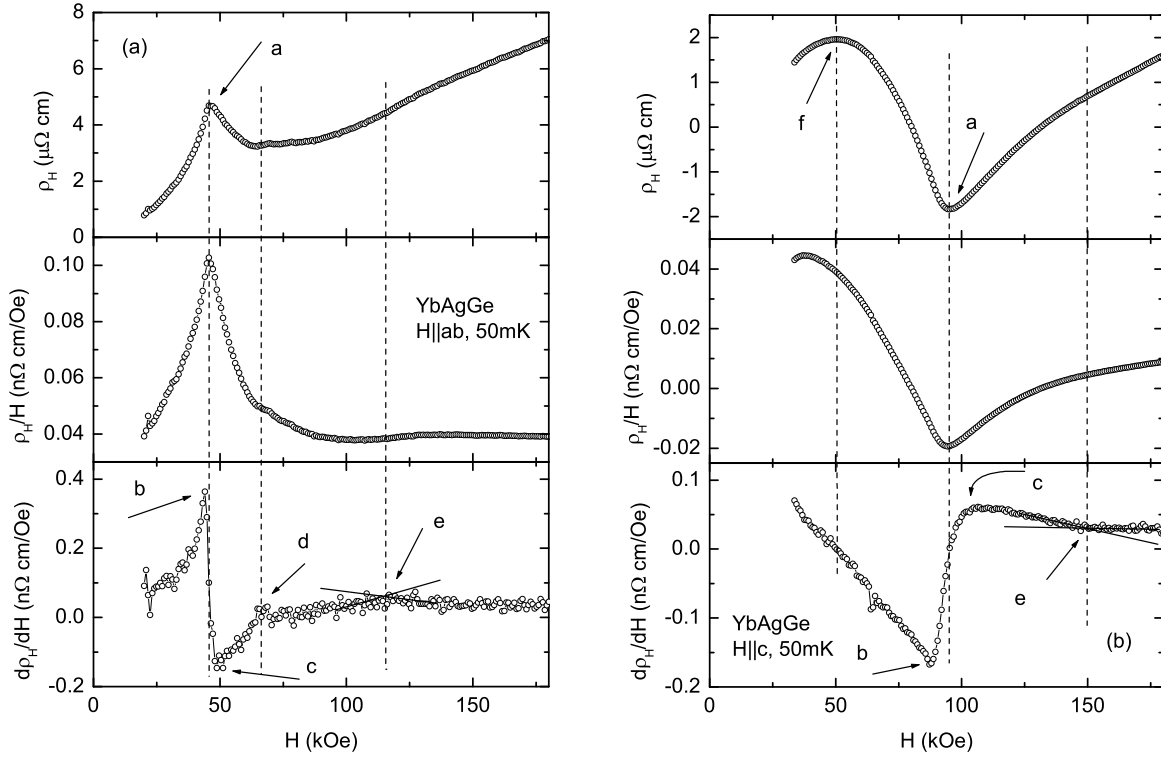 8
6
4
2
0
ρH (μΩ cm)
(a)
a
0.10
0.08
0.06
0.04
ρH/H (nΩ cm/Oe)
YbAgGe
H||ab, 50mK
0.4
0.2
0.0
-0.2
dρH/dH (nΩ cm/Oe)
b
d
e
c
0
50
100
150
H (kOe)
2
1
0
-1
-2
ρH (μΩ cm)
f
a
0.04
0.02
0.00
-0.02
ρH/H (nΩ cm/Oe)
0.1
0.0
-0.1
-0.2
dρH/dH (nΩ cm/Oe)
c
e
b
YbAgGe
H||c, 50mK
(b)
0
50
100
150
H (kOe)